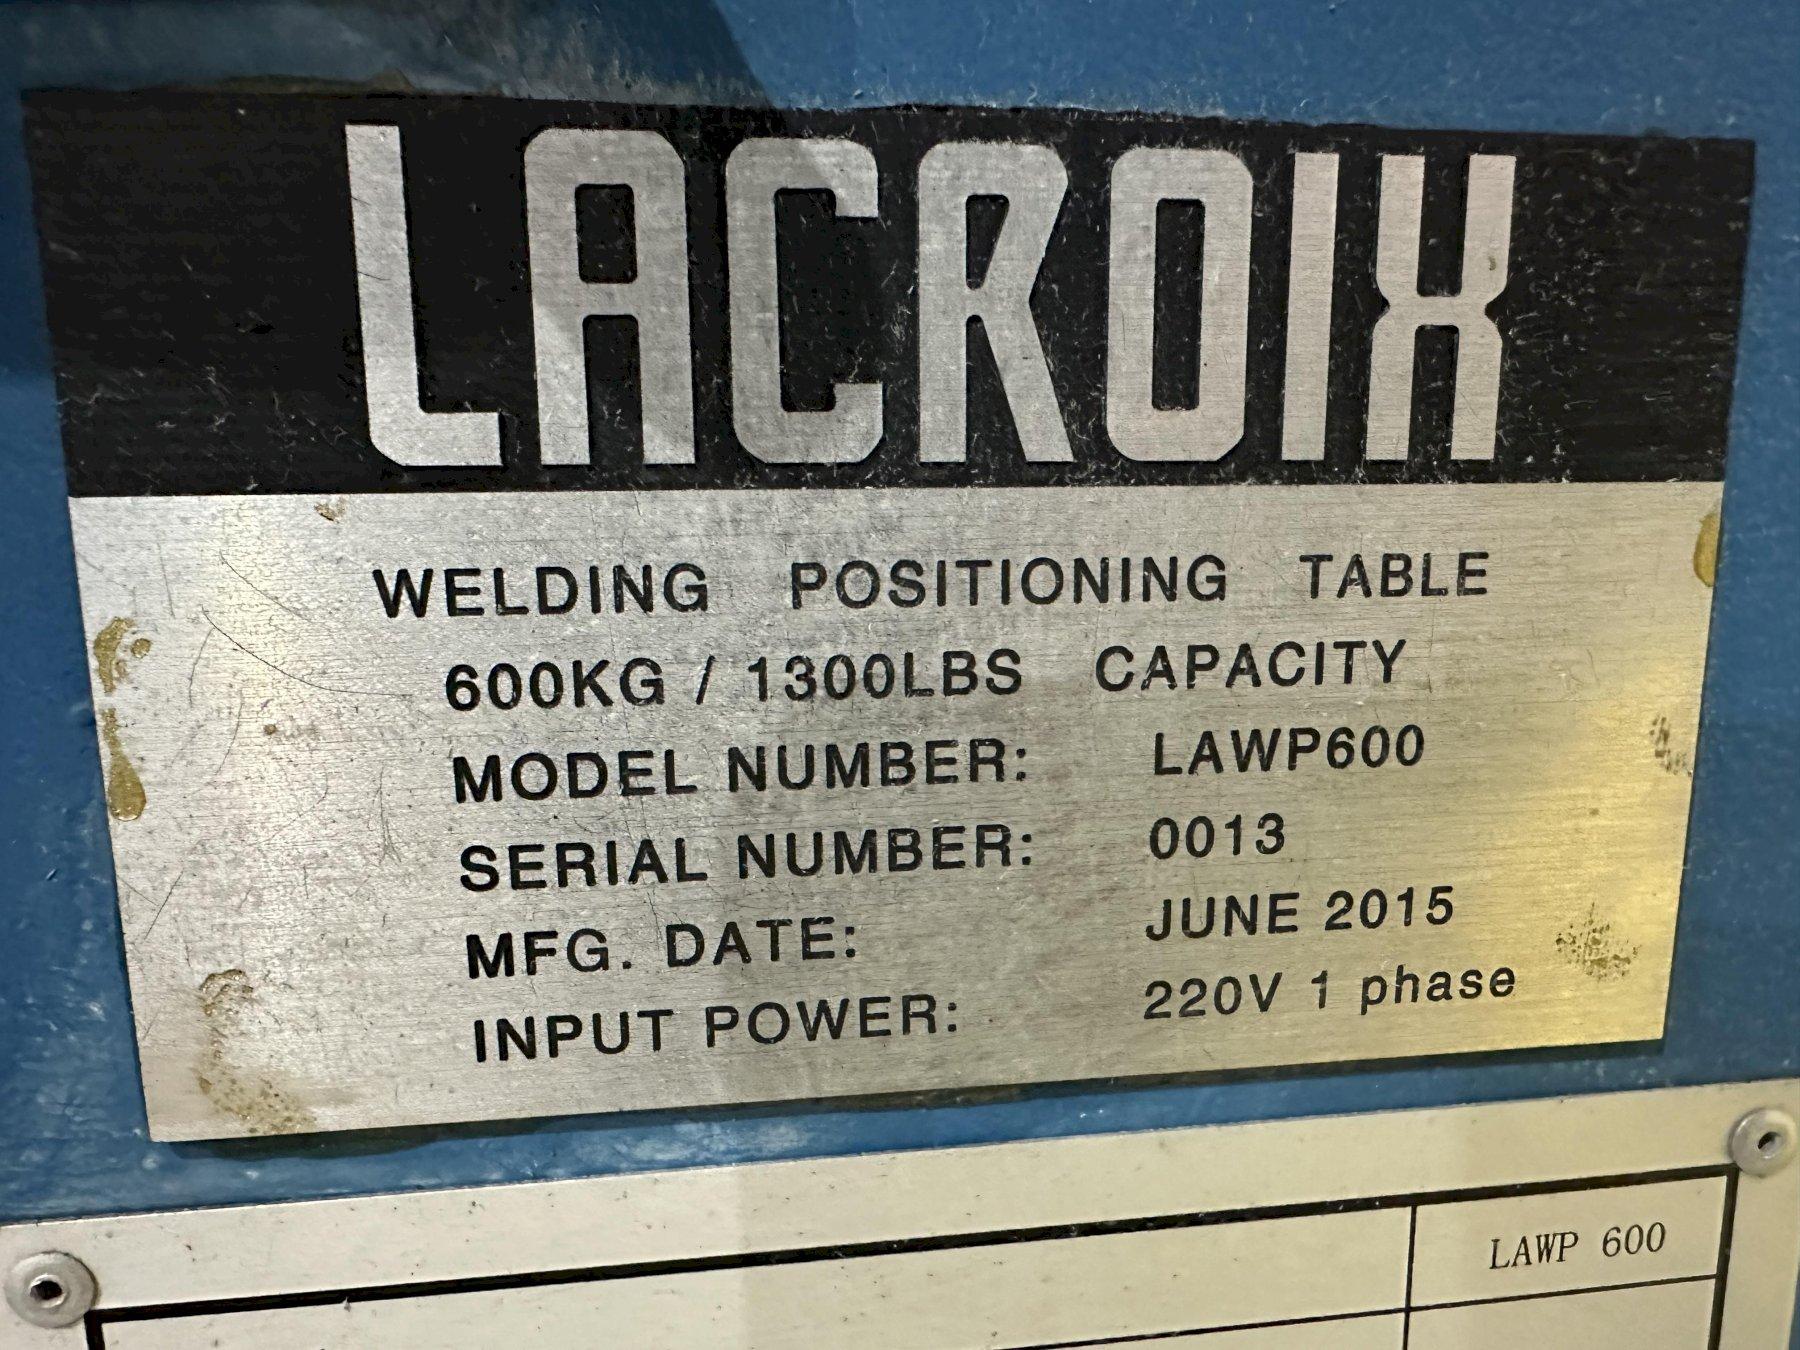 LACROIX
WELDING POSITIONING TABLE
600KG / 1300LBS CAPACITY
MODEL NUMBER: LAWP600
SERIAL NUMBER: 0013
MFG. DATE: JUNE 2015
INPUT POWER: 220V 1 phase
LAWP 600